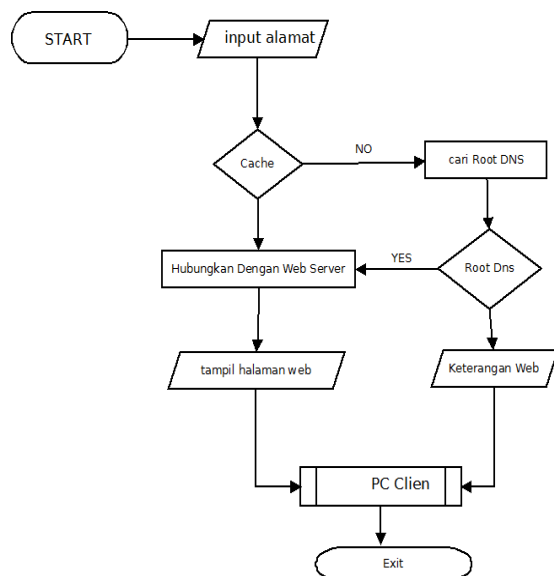 START
input alamat
Cache
NO
cari Root DNS
Hubungkan Dengan Web Server
YES
Root Dns
tampil halaman web
Keterangan Web
PC Clien
Exit